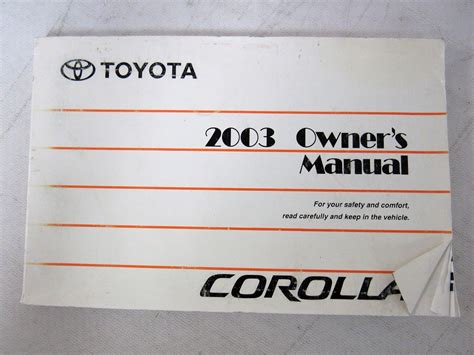 TOYOTA
2003 Owner's
Manual
For your safety and comfort,
read carefully and keep in the vehicle.
COROLLA